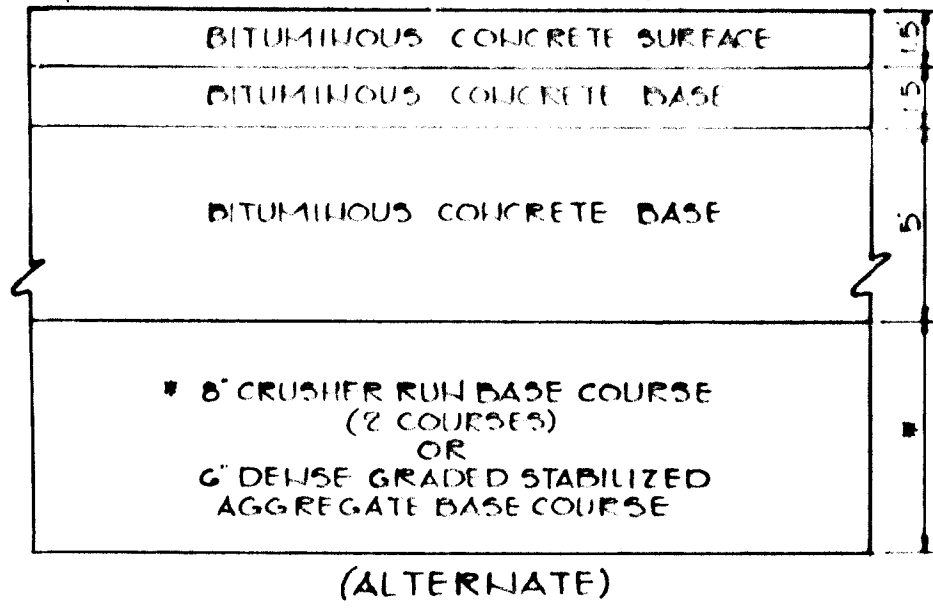 BITUMINOUS CONCRETE SURFACE
1.5"
BITUMINOUS CONCRETE BASE
1.5"
BITUMINOUS CONCRETE BASE
5"
* 8" CRUSHER RUN BASE COURSE
(2 COURSES)
OR
6" DENSE GRADED STABILIZED
AGGREGATE BASE COURSE
*
(ALTERNATE)